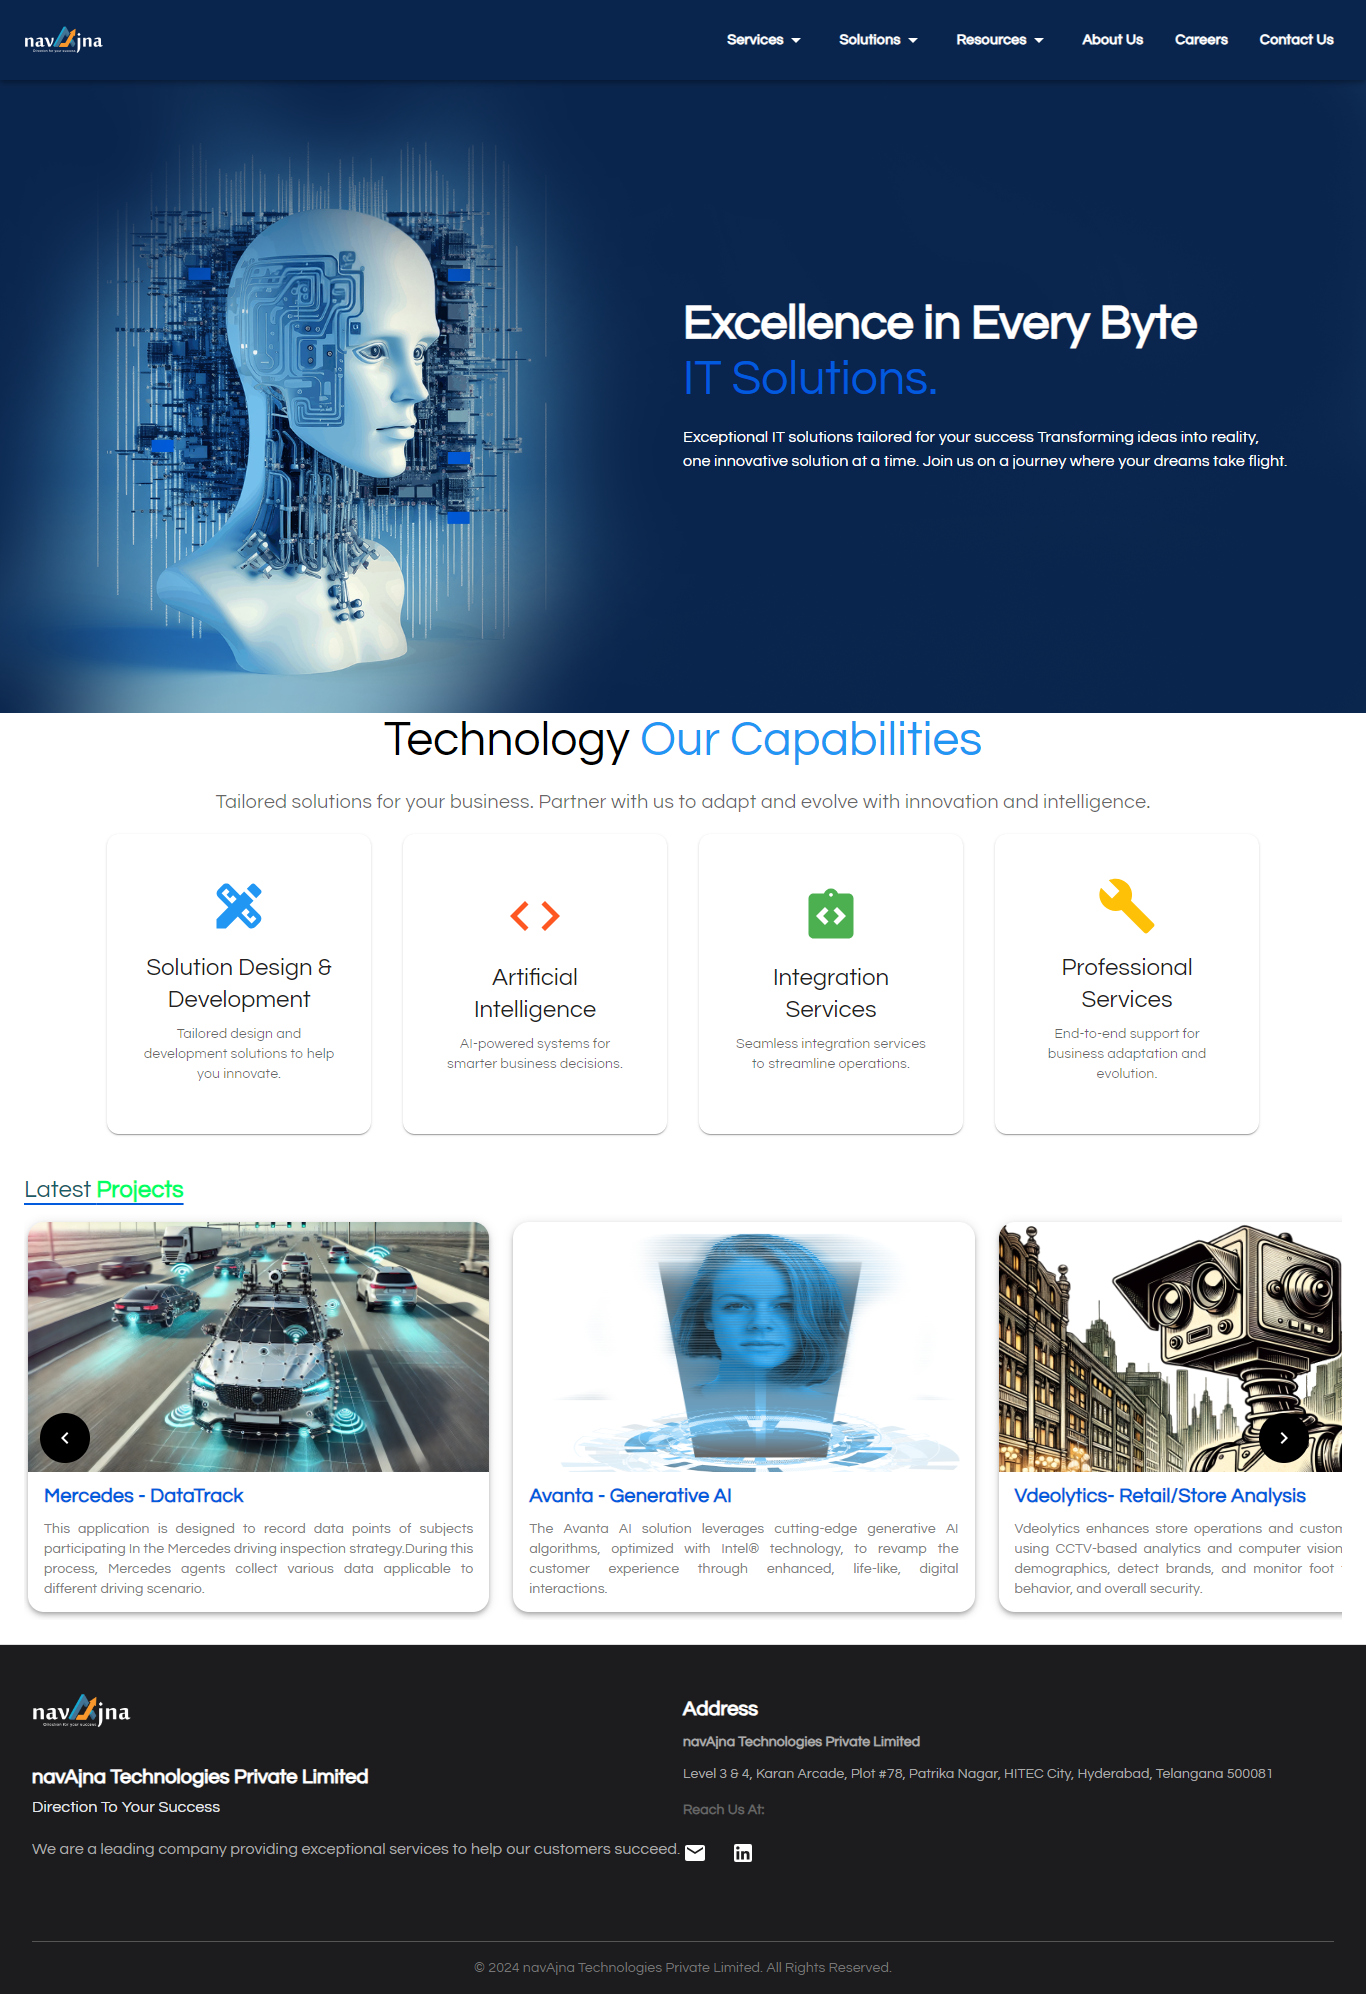 navAjna
Direction for your success
Services
Solutions
Resources
About Us
Careers
Contact Us
Excellence in Every Byte
IT Solutions.
Exceptional IT solutions tailored for your success Transforming ideas into reality,
one innovative solution at a time. Join us on a journey where your dreams take flight.
Technology Our Capabilities
Tailored solutions for your business. Partner with us to adapt and evolve with innovation and intelligence.
Solution Design &
Development
Tailored design and
development solutions to help
you innovate.
Artificial
Intelligence
AI-powered systems for
smarter business decisions.
Integration
Services
Seamless integration services
to streamline operations.
Professional
Services
End-to-end support for
business adaptation and
evolution.
Latest Projects
Mercedes - DataTrack
This application is designed to record data points of subjects
participating In the Mercedes driving inspection strategy.During this
process, Mercedes agents collect various data applicable to
different driving scenario.
Avanta - Generative AI
The Avanta AI solution leverages cutting-edge generative AI
algorithms, optimized with Intel® technology, to revamp the
customer experience through enhanced, life-like, digital
interactions.
Vdeolytics- Retail/Store Analysis
Vdeolytics enhances store operations and custom
using CCTV-based analytics and computer vision
demographics, detect brands, and monitor foot
behavior, and overall security.
navAjna
Direction for your success
navAjna Technologies Private Limited
Direction To Your Success
We are a leading company providing exceptional services to help our customers succeed.
Address
navAjna Technologies Private Limited
Level 3 & 4, Karan Arcade, Plot #78, Patrika Nagar, HITEC City, Hyderabad, Telangana 500081
Reach Us At:
© 2024 navAjna Technologies Private Limited. All Rights Reserved.